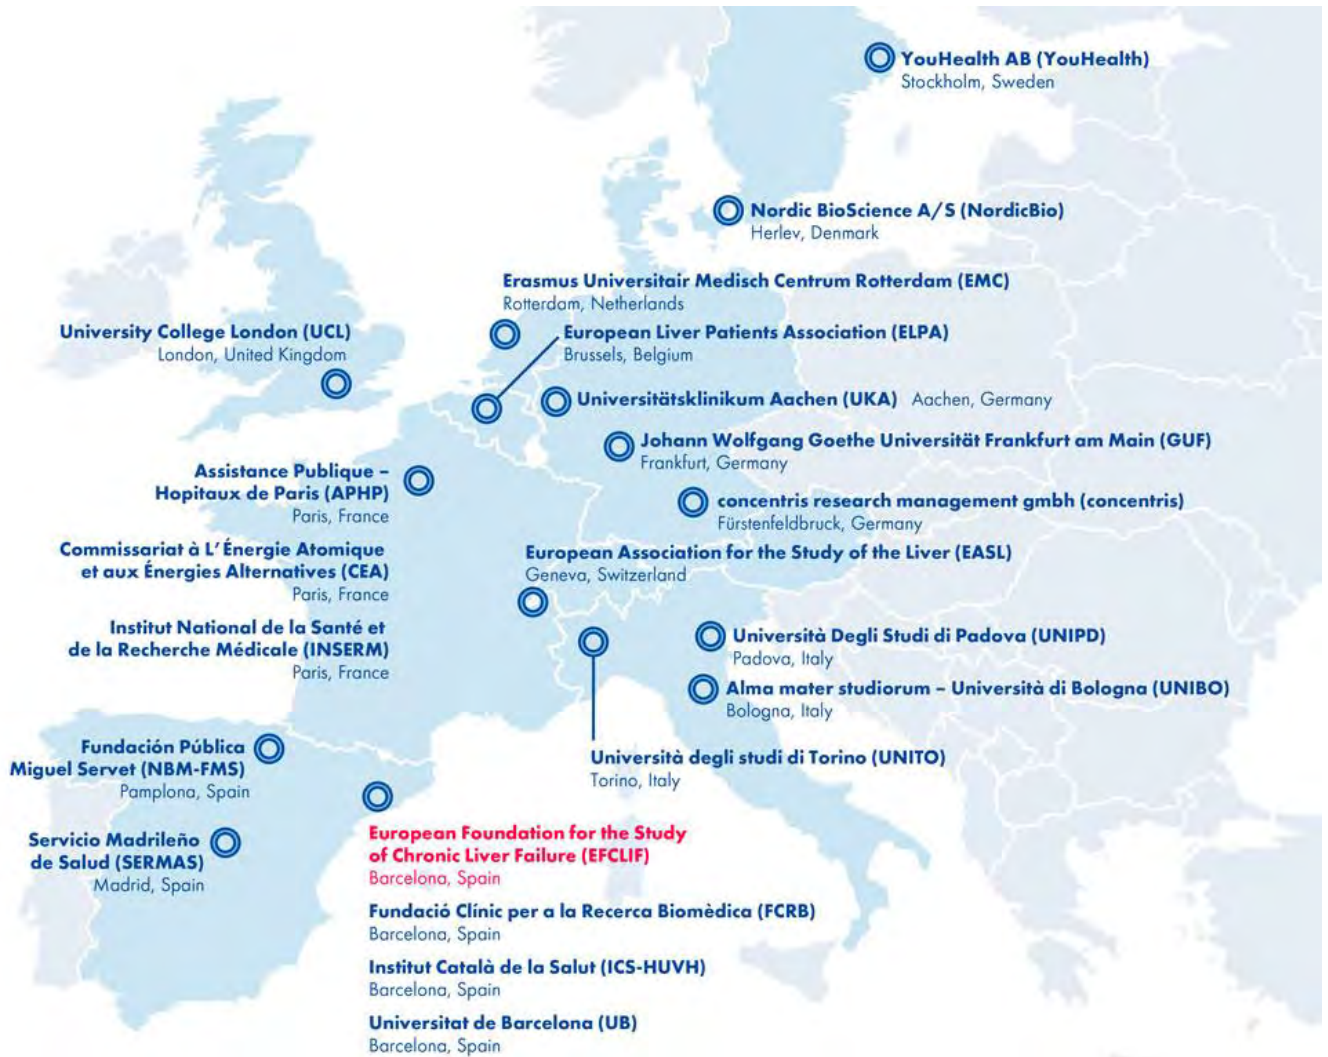 YouHealth AB (YouHealth)
Stockholm, Sweden
Nordic BioScience A/S (NordicBio)
Herlev, Denmark
Erasmus Universitair Medisch Centrum Rotterdam (EMC)
Rotterdam, Netherlands
University College London (UCL)
London, United Kingdom
European Liver Patients Association (ELPA)
Brussels, Belgium
Universitätsklinikum Aachen (UKA) Aachen, Germany
Johann Wolfgang Goethe Universität Frankfurt am Main (GUF)
Frankfurt, Germany
Assistance Publique –
Hopitaux de Paris (APHP)
Paris, France
concentris research management gmbh (concentris)
Fürstenfeldbruck, Germany
Commissariat à L'Énergie Atomique
et aux Énergies Alternatives (CEA)
Paris, France
European Association for the Study of the Liver (EASL)
Geneva, Switzerland
Institut National de la Santé et
de la Recherche Médicale (INSERM)
Paris, France
Università Degli Studi di Padova (UNIPD)
Padova, Italy
Alma mater studiorum – Università di Bologna (UNIBO)
Bologna, Italy
Fundación Pública
Miguel Servet (NBM-FMS)
Pamplona, Spain
Università degli studi di Torino (UNITO)
Torino, Italy
Servicio Madrileño
de Salud (SERMAS)
Madrid, Spain
European Foundation for the Study
of Chronic Liver Failure (EFCLIF)
Barcelona, Spain
Fundació Clínic per a la Recerca Biomèdica (FCRB)
Barcelona, Spain
Institut Català de la Salut (ICS-HUVH)
Barcelona, Spain
Universitat de Barcelona (UB)
Barcelona, Spain